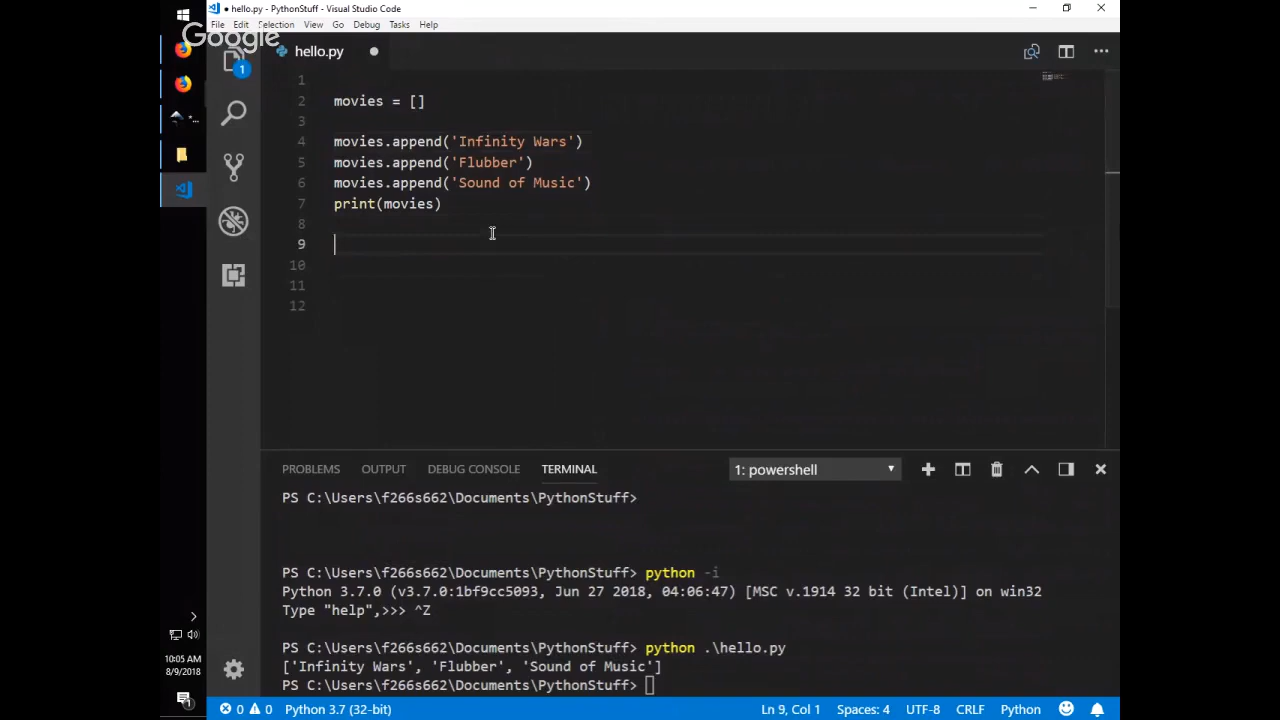 ● hello.py - PythonStuff - Visual Studio Code
File Edit Selection View Go Debug Tasks Help
Google
hello.py
1
1
2 movies = []
3
4 movies.append('Infinity Wars')
5 movies.append('Flubber')
6 movies.append('Sound of Music')
7 print(movies)
8
9
10
11
12
PROBLEMS OUTPUT DEBUG CONSOLE TERMINAL 1: powershell
PS C:\Users\f266s662\Documents\PythonStuff>
PS C:\Users\f266s662\Documents\PythonStuff> python -i
Python 3.7.0 (v3.7.0:1bf9cc5093, Jun 27 2018, 04:06:47) [MSC v.1914 32 bit (Intel)] on win32
Type "help",>>> ^Z
PS C:\Users\f266s662\Documents\PythonStuff> python .\hello.py
['Infinity Wars', 'Flubber', 'Sound of Music']
PS C:\Users\f266s662\Documents\PythonStuff>
10:05 AM
8/9/2018
1
0 0 Python 3.7 (32-bit) Ln 9, Col 1 Spaces: 4 UTF-8 CRLF Python